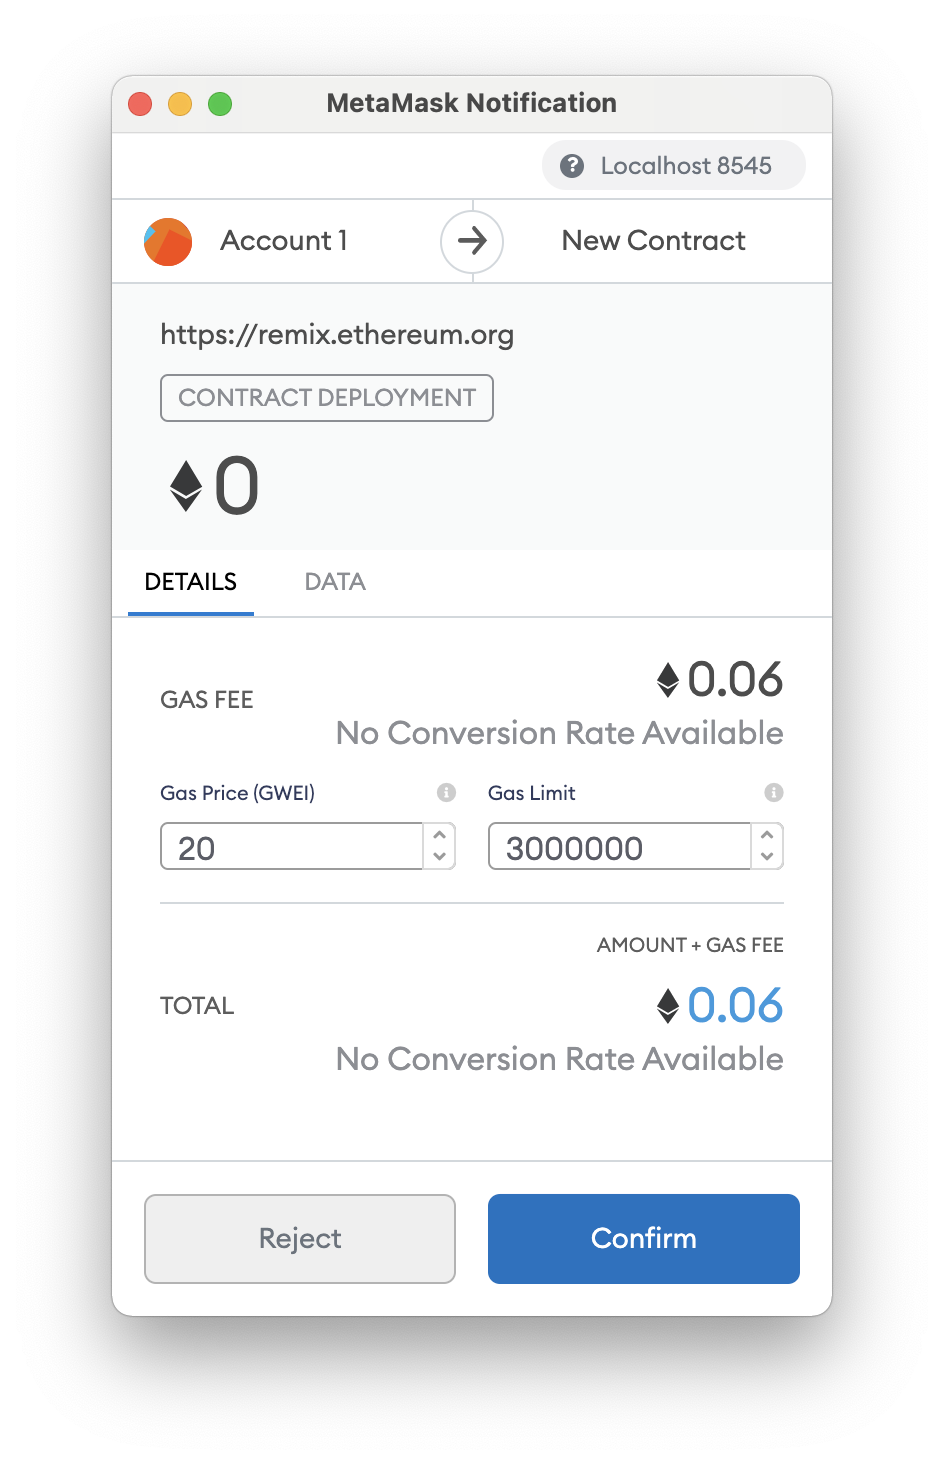 MetaMask Notification
Localhost 8545
Account 1
New Contract
https://remix.ethereum.org
CONTRACT DEPLOYMENT
0
DETAILS DATA
GAS FEE
0.06
No Conversion Rate Available
Gas Price (GWEI)
Gas Limit
20
3000000
AMOUNT + GAS FEE
TOTAL
0.06
No Conversion Rate Available
Reject
Confirm